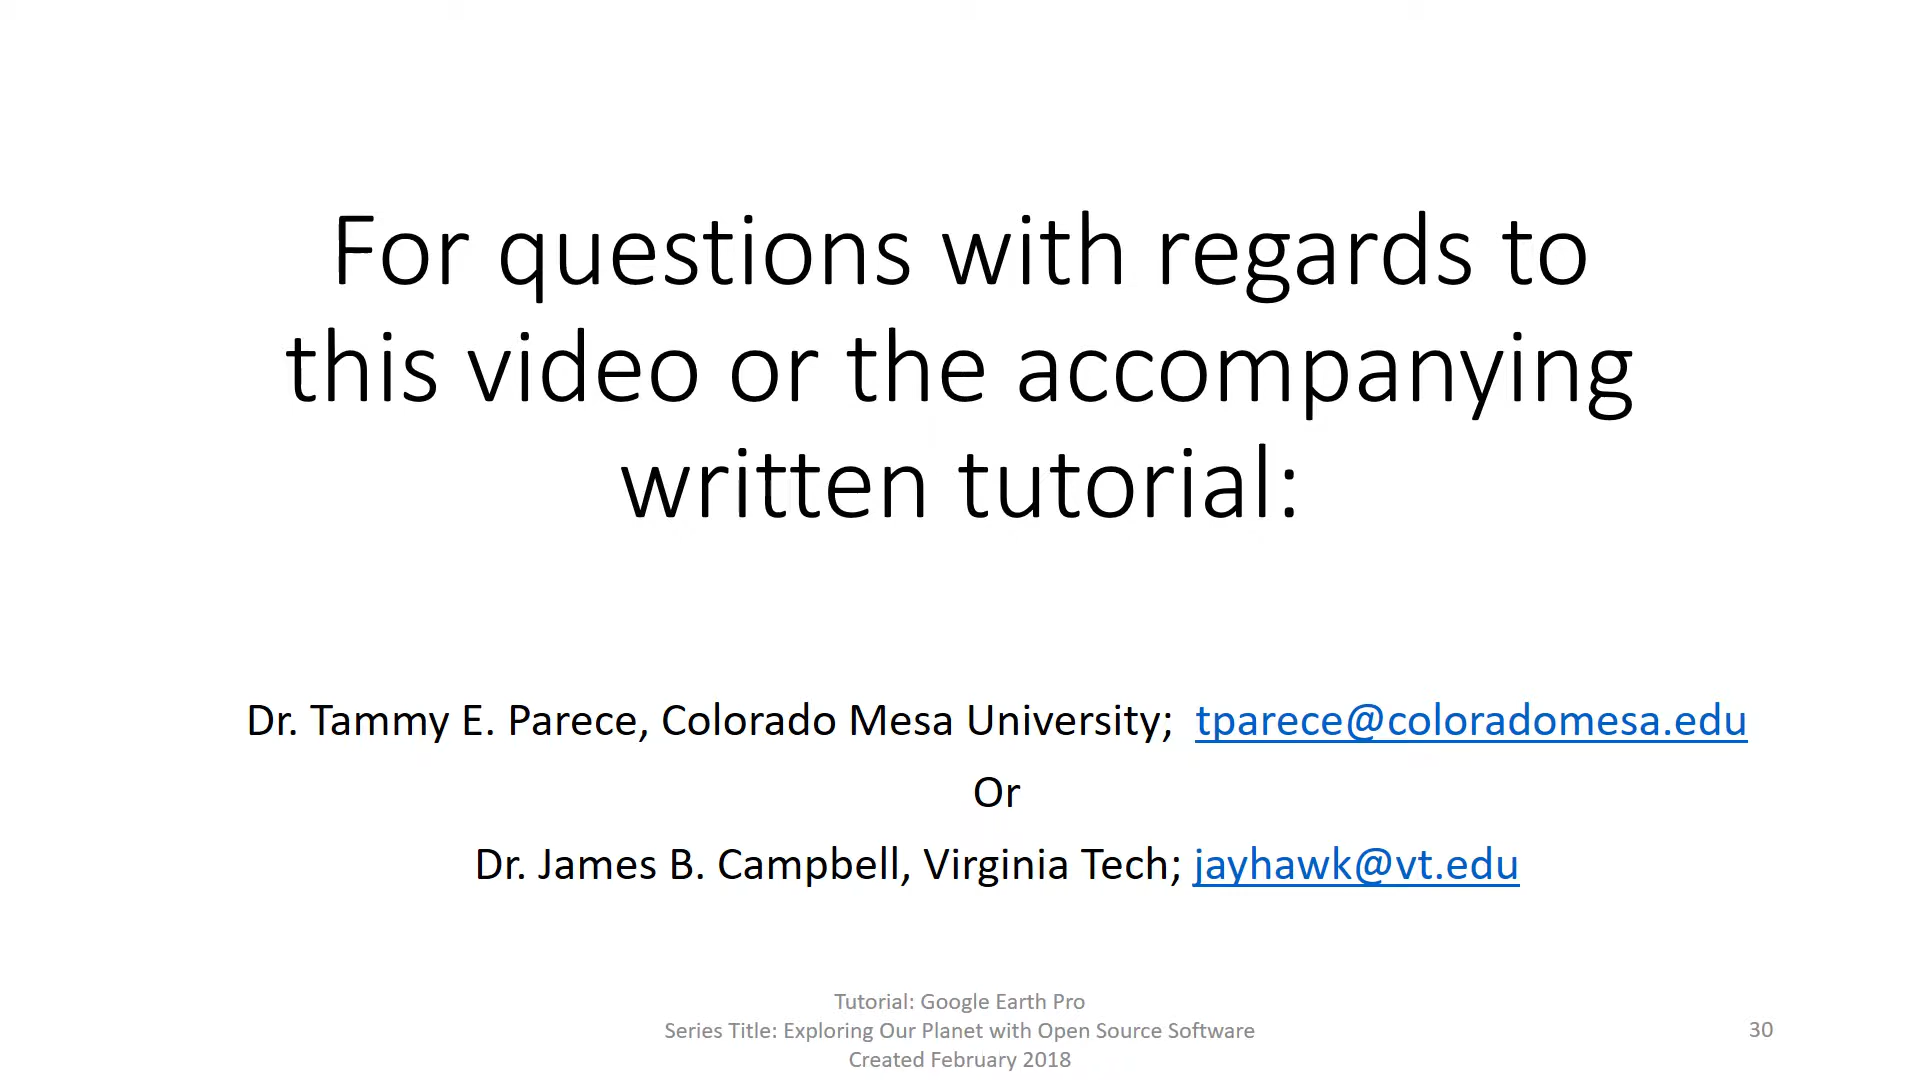 For questions with regards to
this video or the accompanying
written tutorial:
Dr. Tammy E. Parece, Colorado Mesa University; tparece@coloradomesa.edu
Or
Dr. James B. Campbell, Virginia Tech; jayhawk@vt.edu
Tutorial: Google Earth Pro
Series Title: Exploring Our Planet with Open Source Software
Created February 2018
30